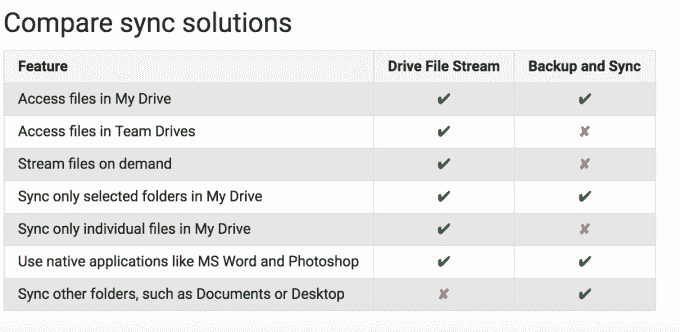 Compare sync solutions
Feature Drive File Stream Backup and Sync
Access files in My Drive ✔ ✔
Access files in Team Drives ✔ ✘
Stream files on demand ✔ ✘
Sync only selected folders in My Drive ✔ ✔
Sync only individual files in My Drive ✔ ✘
Use native applications like MS Word and Photoshop ✔ ✔
Sync other folders, such as Documents or Desktop ✘ ✔